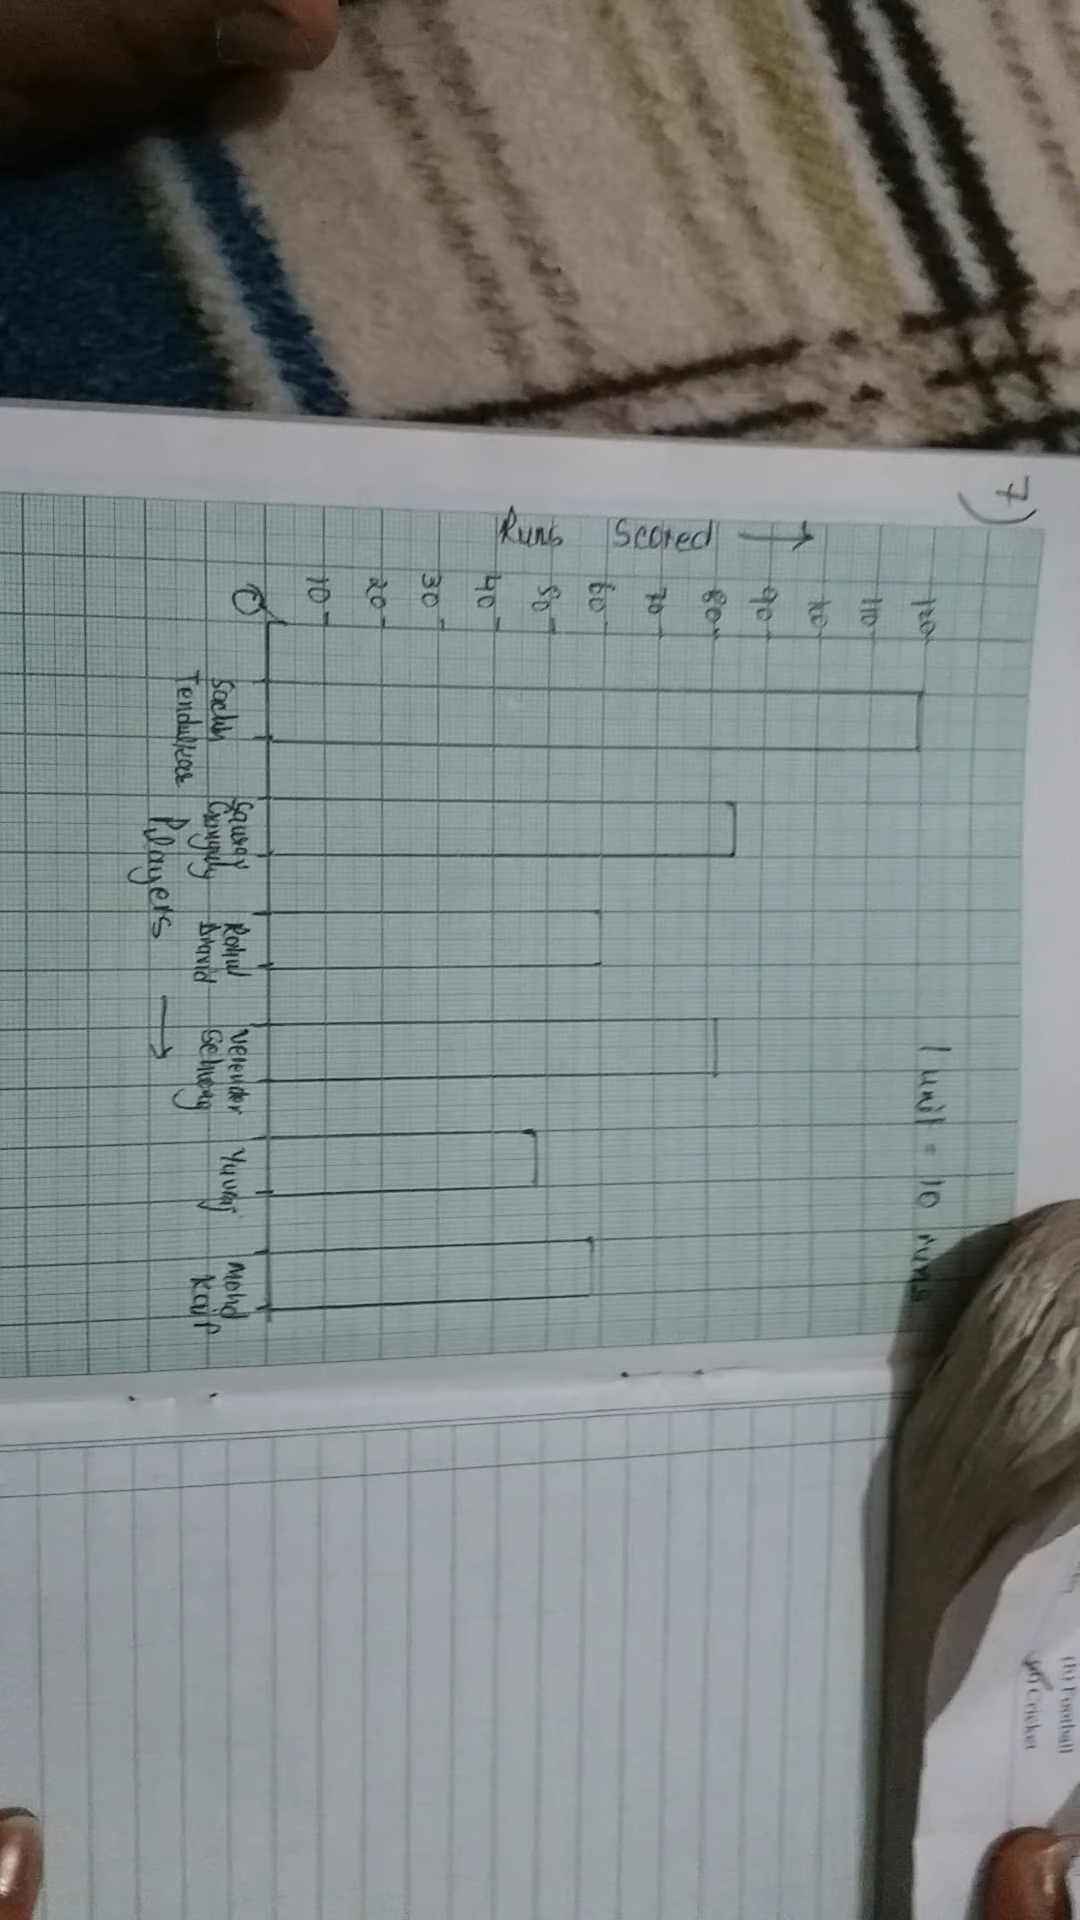 7)
1 unit = 10 runs
Runs Scored
120
110
100
90
80
70
60
50
40
30
20
10
0
Sachin Tendulkar
Saurav Ganguly
Rahul Dravid
Verender Sehwag
Yuvraj
Mohd Kaif
Players
(b) Football
Cricket